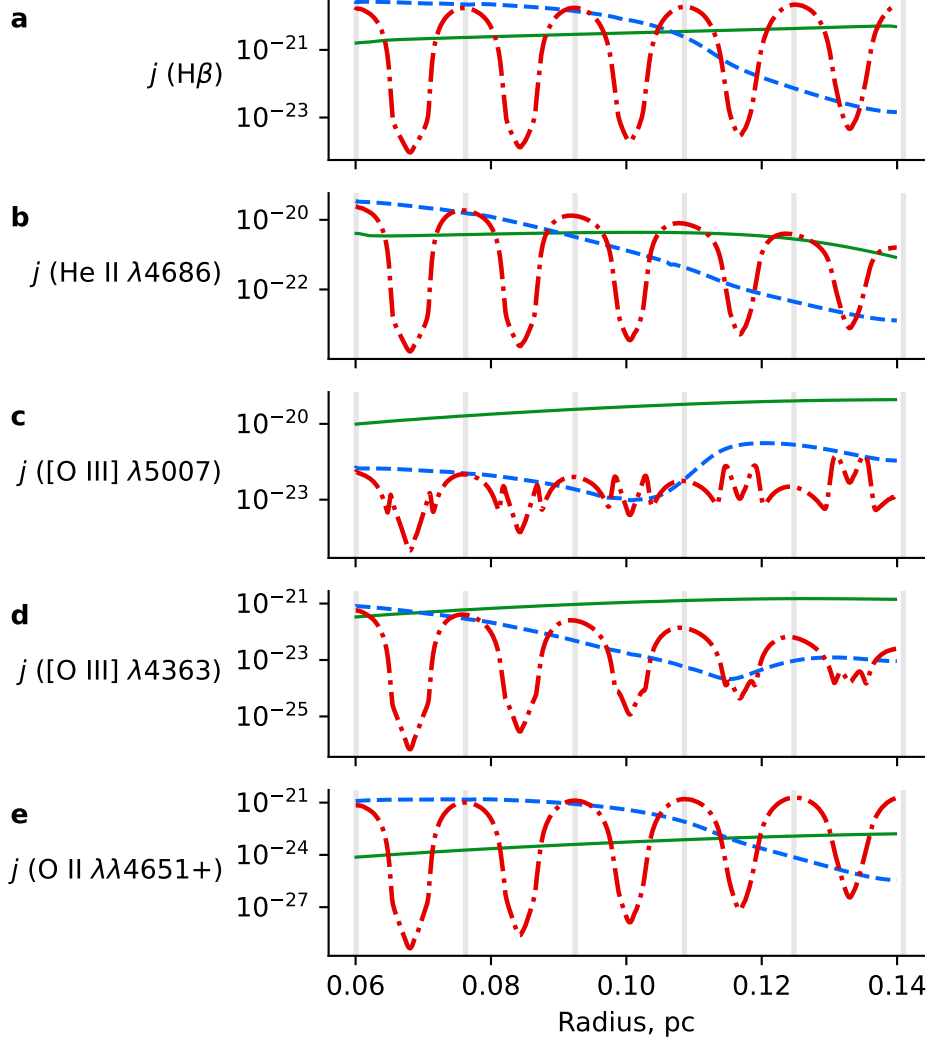 a
j (Hβ)
10⁻²¹
10⁻²³
b
j (He II λ4686)
10⁻²⁰
10⁻²²
c
j ([O III] λ5007)
10⁻²⁰
10⁻²³
d
j ([O III] λ4363)
10⁻²¹
10⁻²³
10⁻²⁵
e
j (O II λλ4651+)
10⁻²¹
10⁻²⁴
10⁻²⁷
0.06 0.08 0.10 0.12 0.14
Radius, pc